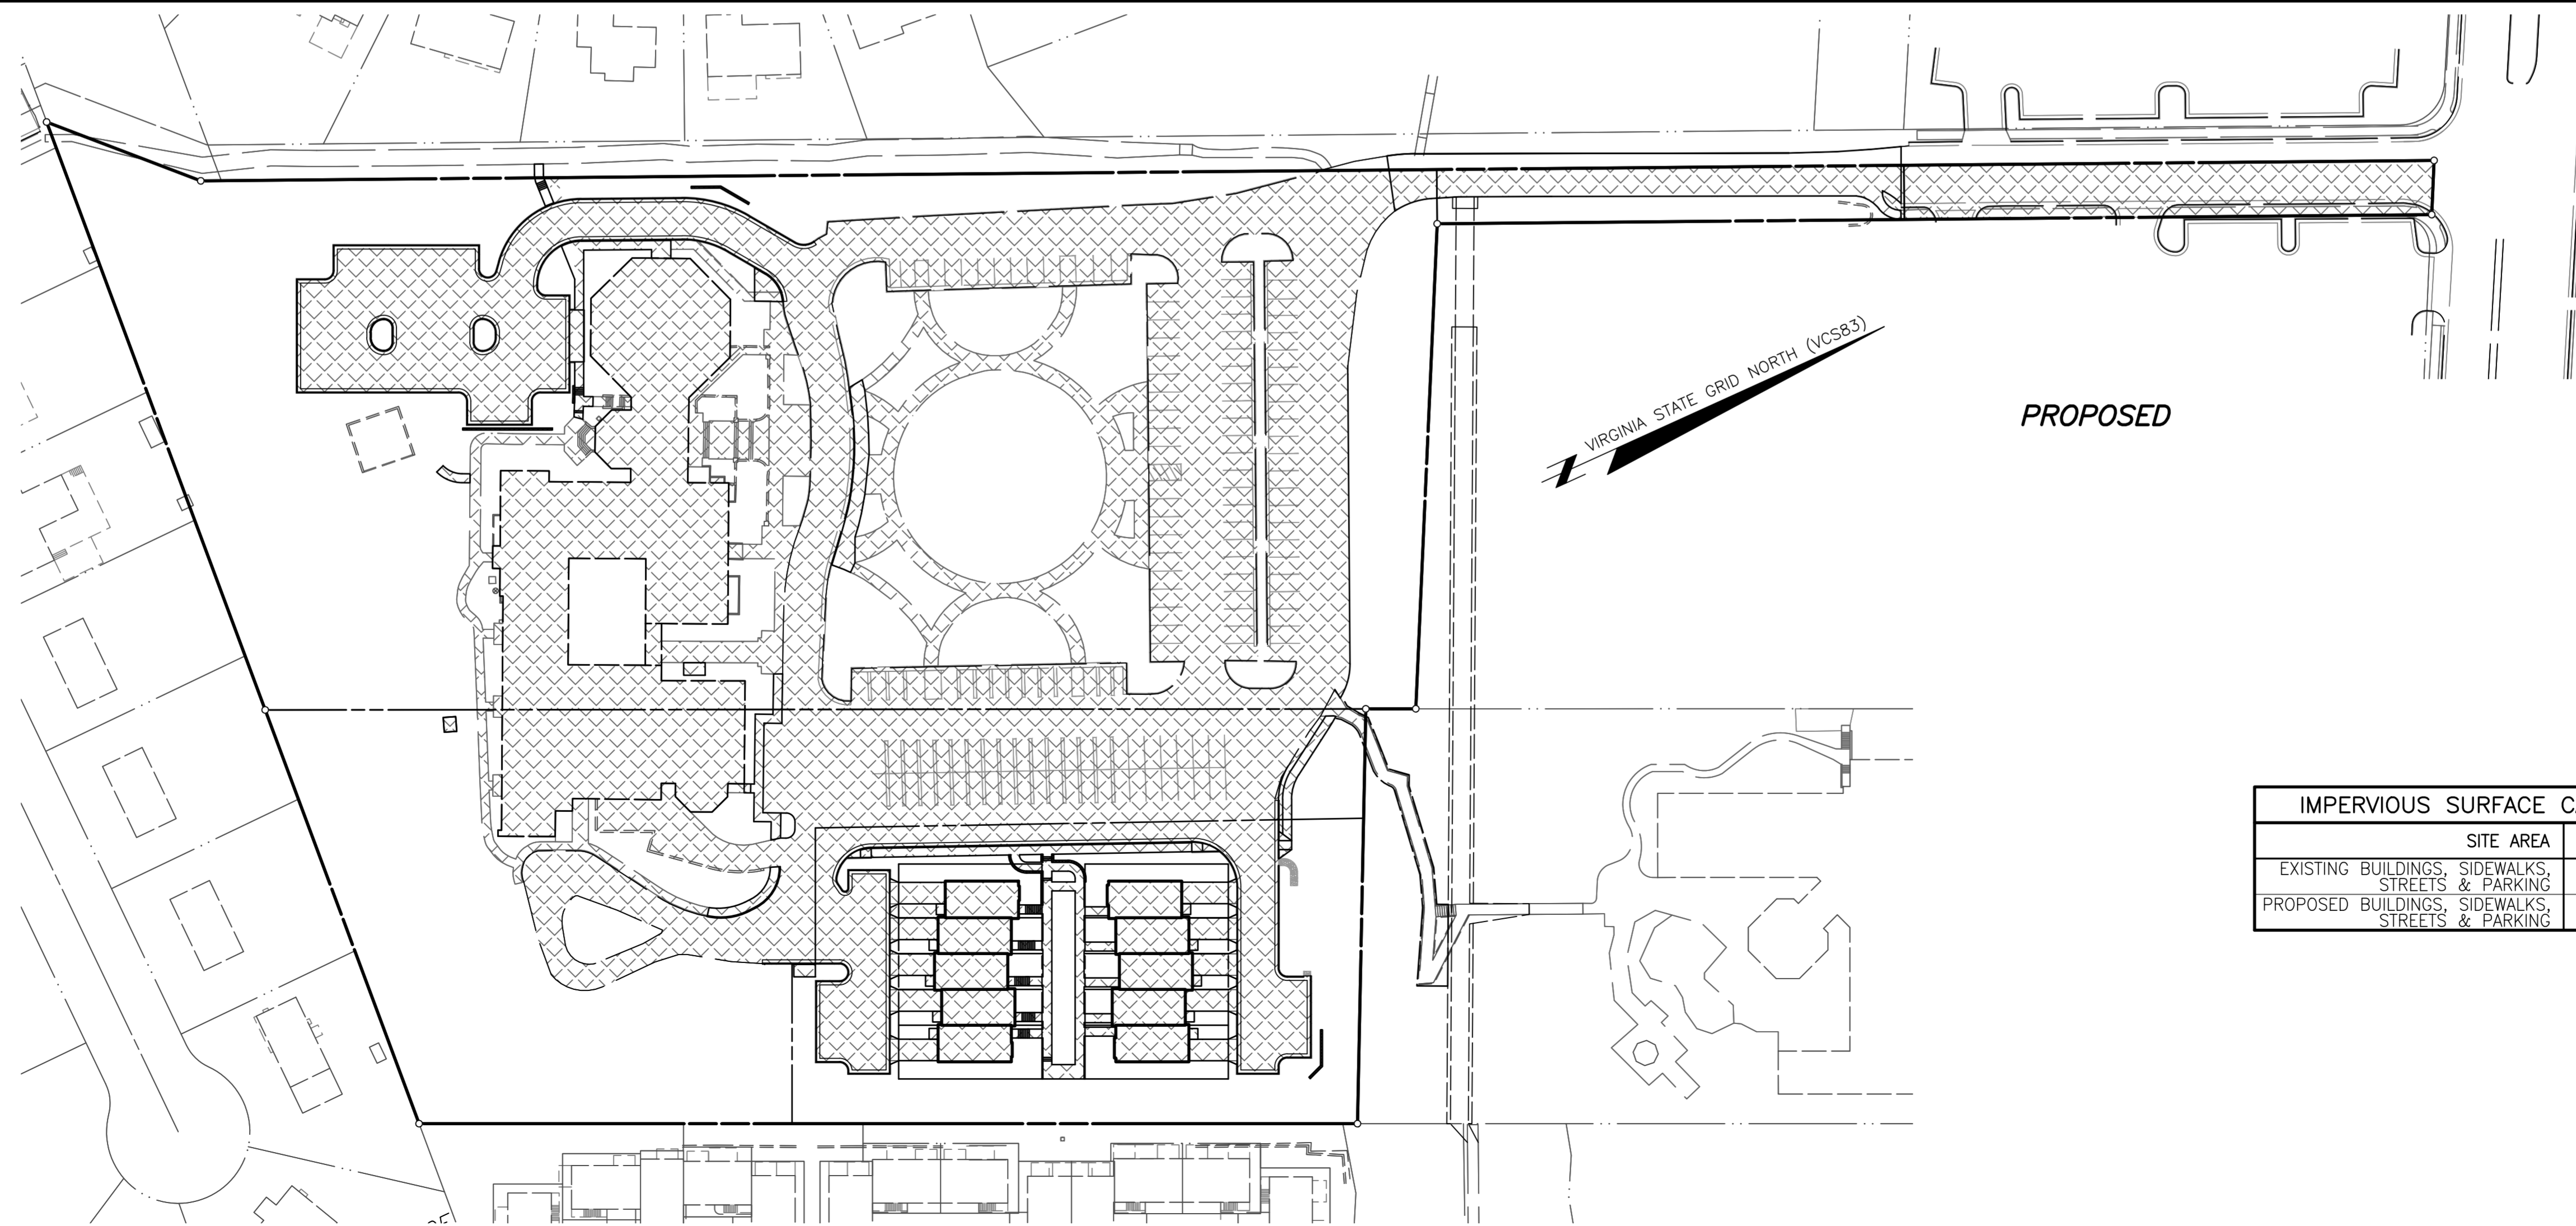 VIRGINIA STATE GRID NORTH (VCS83)
PROPOSED
IMPERVIOUS SURFACE C
SITE AREA
EXISTING BUILDINGS, SIDEWALKS,
STREETS & PARKING
PROPOSED BUILDINGS, SIDEWALKS,
STREETS & PARKING